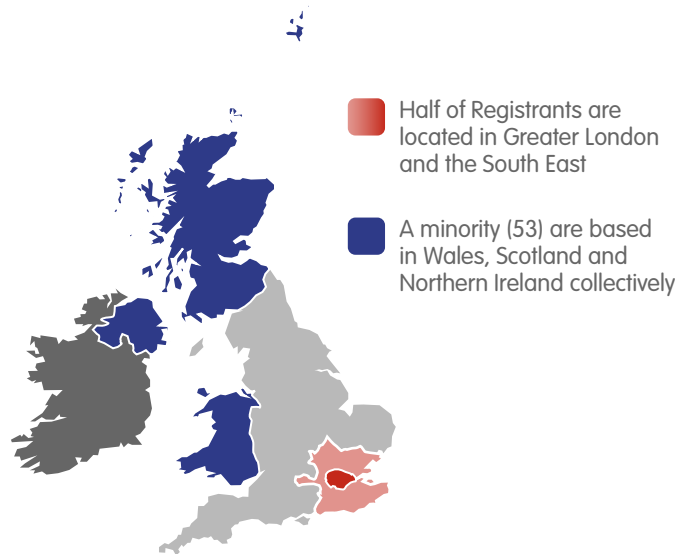 Half of Registrants are
located in Greater London
and the South East
A minority (53) are based
in Wales, Scotland and
Northern Ireland collectively